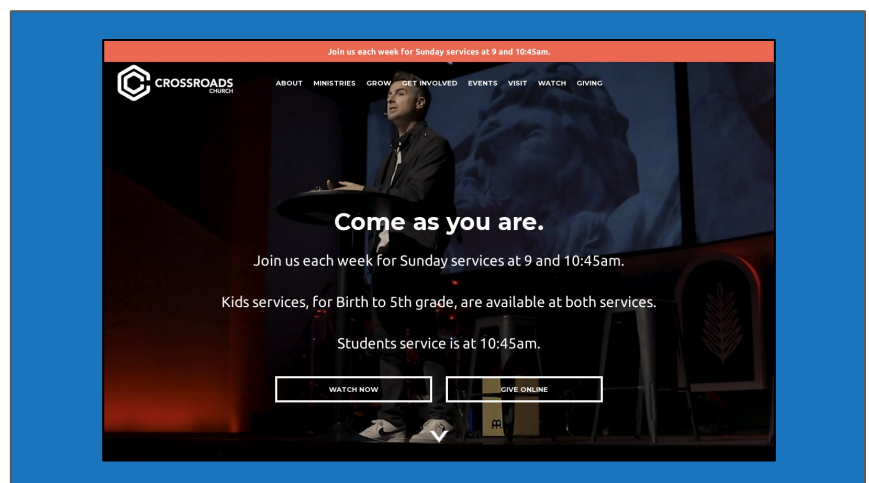 Join us each week for Sunday services at 9 and 10:45am.
CROSSROADS
CHURCH
ABOUT MINISTRIES GROW GET INVOLVED EVENTS VISIT WATCH GIVING
Come as you are.
Join us each week for Sunday services at 9 and 10:45am.
Kids services, for Birth to 5th grade, are available at both services.
Students service is at 10:45am.
WATCH NOW GIVE ONLINE